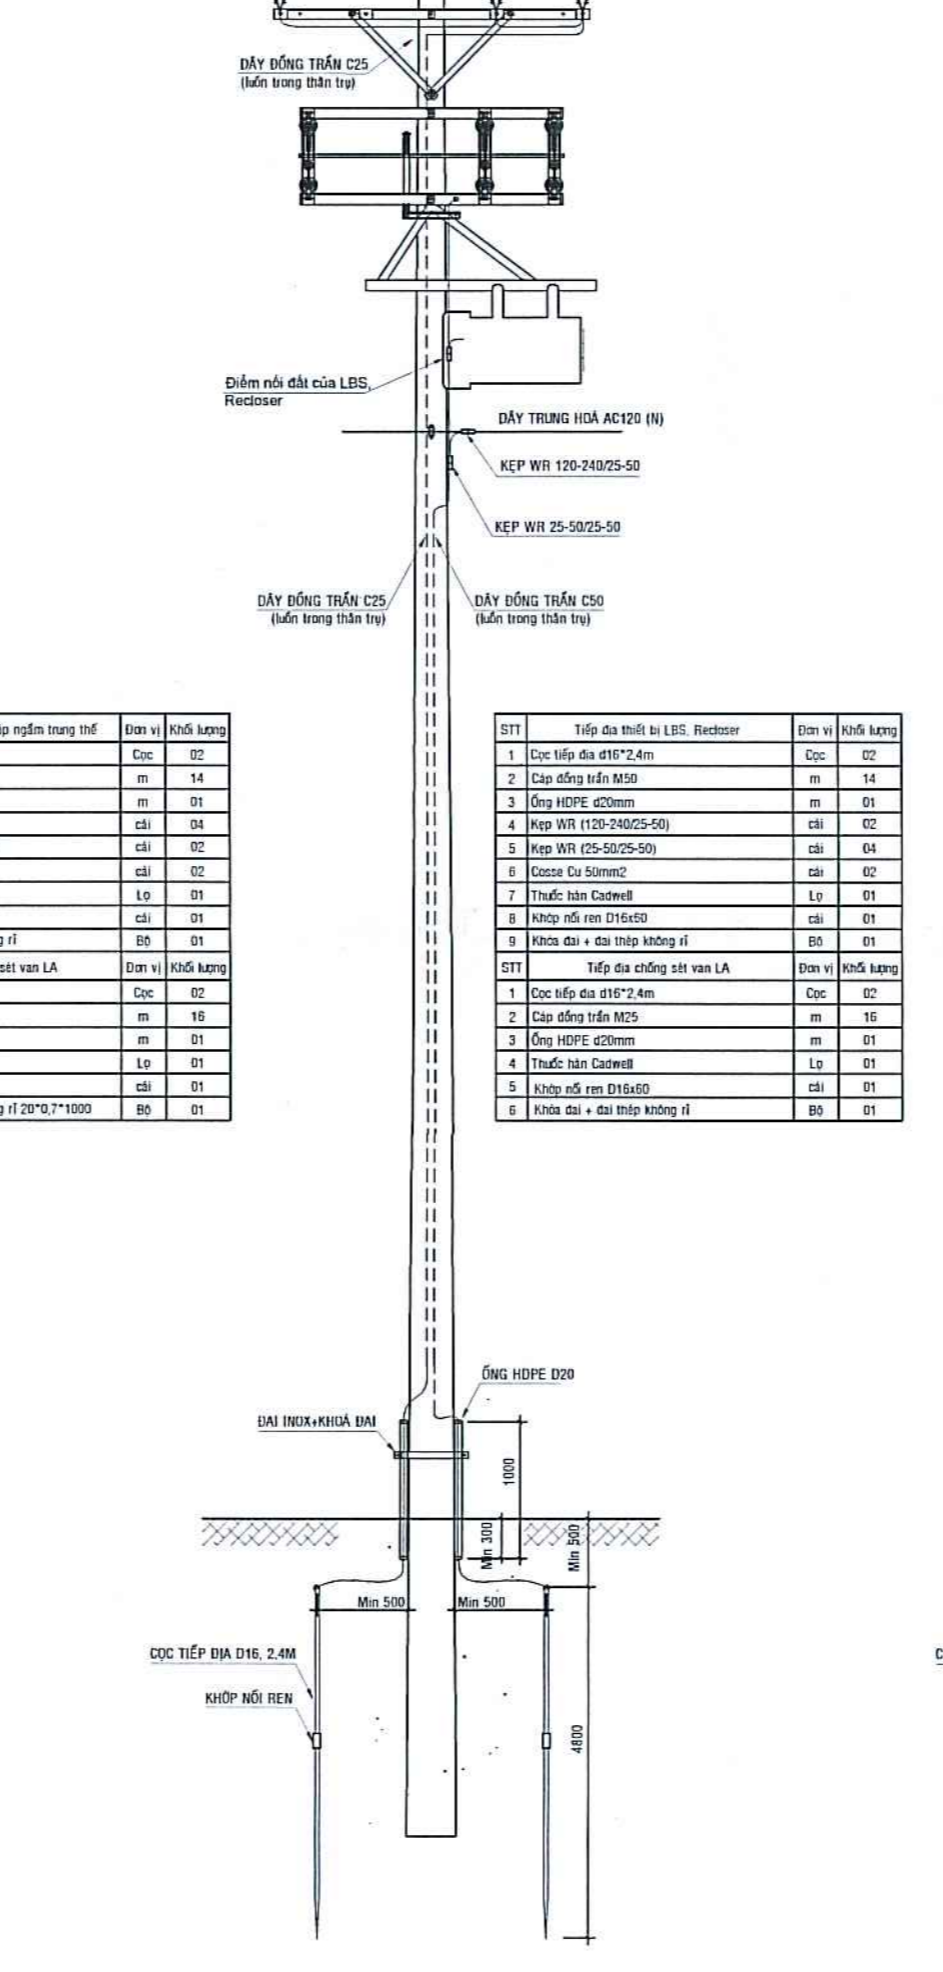 DÂY ĐỒNG TRẦN C25
(luồn trong thân trụ)
Điểm nối đất của LBS,
Recloser
DÂY TRUNG HOÀ AC120 (N)
KẸP WR 120-240/25-50
KẸP WR 25-50/25-50
DÂY ĐỒNG TRẦN C25
(luồn trong thân trụ)
DÂY ĐỒNG TRẦN C50
(luồn trong thân trụ)
ngầm trung thế Đơn vị Khối lượng
Cọc 02
m 14
m 01
cái 04
cái 02
cái 02
Lọ 01
cái 01
rỉ Bộ 01
sét van LA Đơn vị Khối lượng
Cọc 02
m 16
m 01
Lọ 01
cái 01
rỉ 20*0,7*1000 Bộ 01
STT Tiếp địa thiết bị LBS, Recloser Đơn vị Khối lượng
1 Cọc tiếp địa d16*2,4m Cọc 02
2 Cáp đồng trần M50 m 14
3 Ống HDPE d20mm m 01
4 Kẹp WR (120-240/25-50) cái 02
5 Kẹp WR (25-50/25-50) cái 04
6 Cosse Cu 50mm2 cái 02
7 Thuốc hàn Cadwell Lọ 01
8 Khớp nối ren D16x60 cái 01
9 Khóa đai + đai thép không rỉ Bộ 01
STT Tiếp địa chống sét van LA Đơn vị Khối lượng
1 Cọc tiếp địa d16*2,4m Cọc 02
2 Cáp đồng trần M25 m 16
3 Ống HDPE d20mm m 01
4 Thuốc hàn Cadwell Lọ 01
5 Khớp nối ren D16x60 cái 01
6 Khóa đai + đai thép không rỉ Bộ 01
ỐNG HDPE D20
ĐAI INOX+KHOÁ ĐAI
1000
Min 300
Min 500
Min 500
Min 500
CỌC TIẾP ĐỊA D16, 2,4M
KHỚP NỐI REN
4800